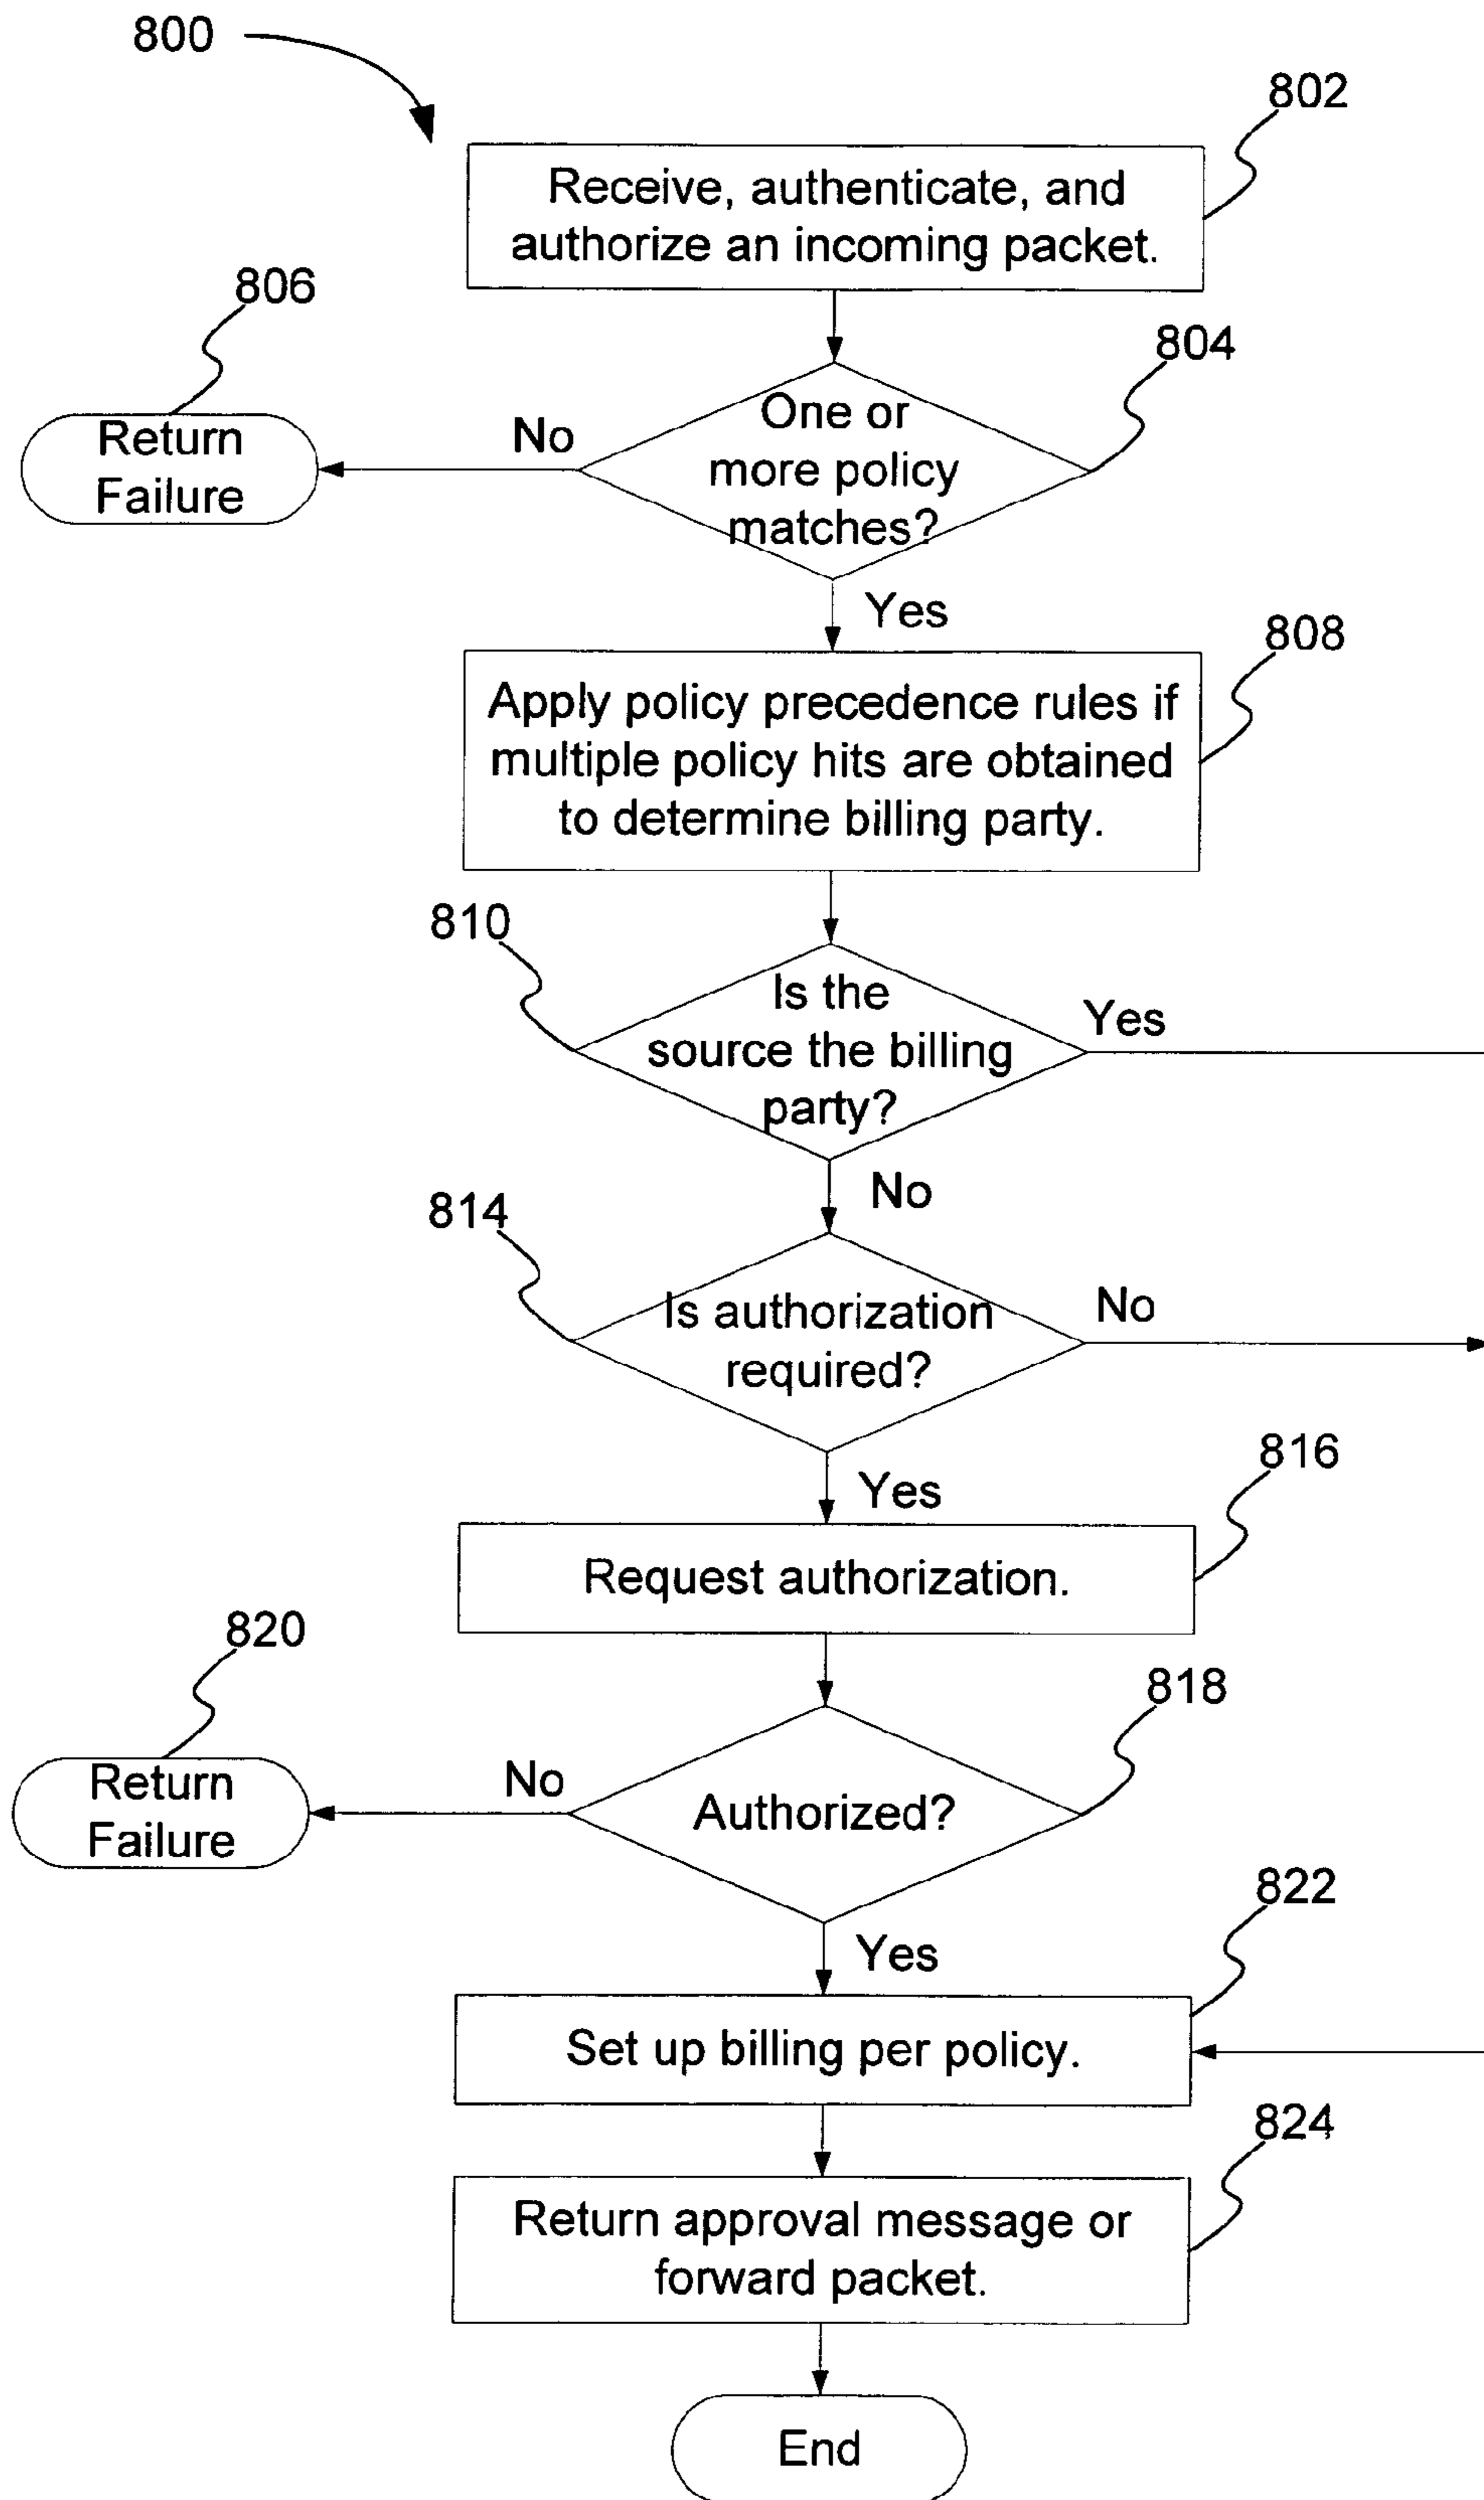 800
802
Receive, authenticate, and
authorize an incoming packet.
806
804
Return
Failure
No
One or
more policy
matches?
Yes
808
Apply policy precedence rules if
multiple policy hits are obtained
to determine billing party.
810
Is the
source the billing
party?
Yes
No
814
Is authorization
required?
No
Yes
816
Request authorization.
820
818
Return
Failure
No
Authorized?
Yes
822
Set up billing per policy.
824
Return approval message or
forward packet.
End